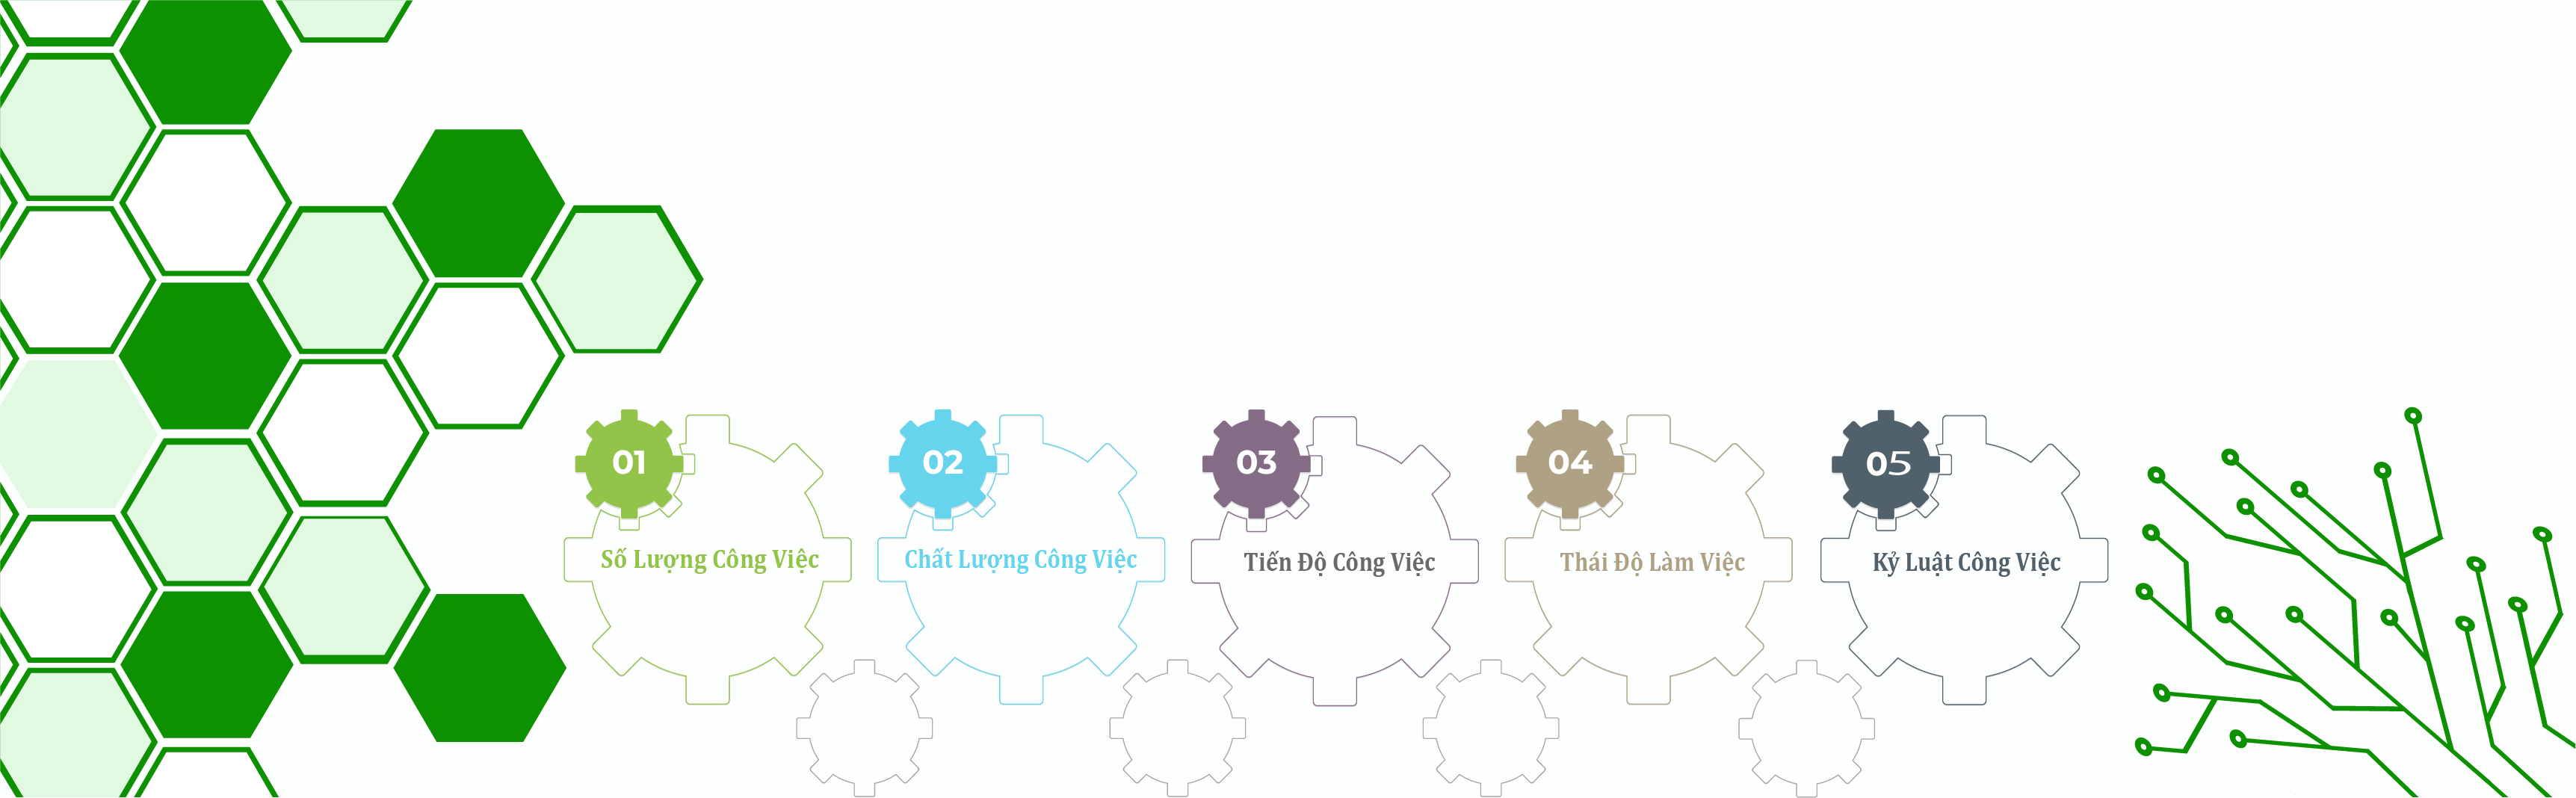 01
Số Lượng Công Việc
02
Chất Lượng Công Việc
03
Tiến Độ Công Việc
04
Thái Độ Làm Việc
05
Kỷ Luật Công Việc